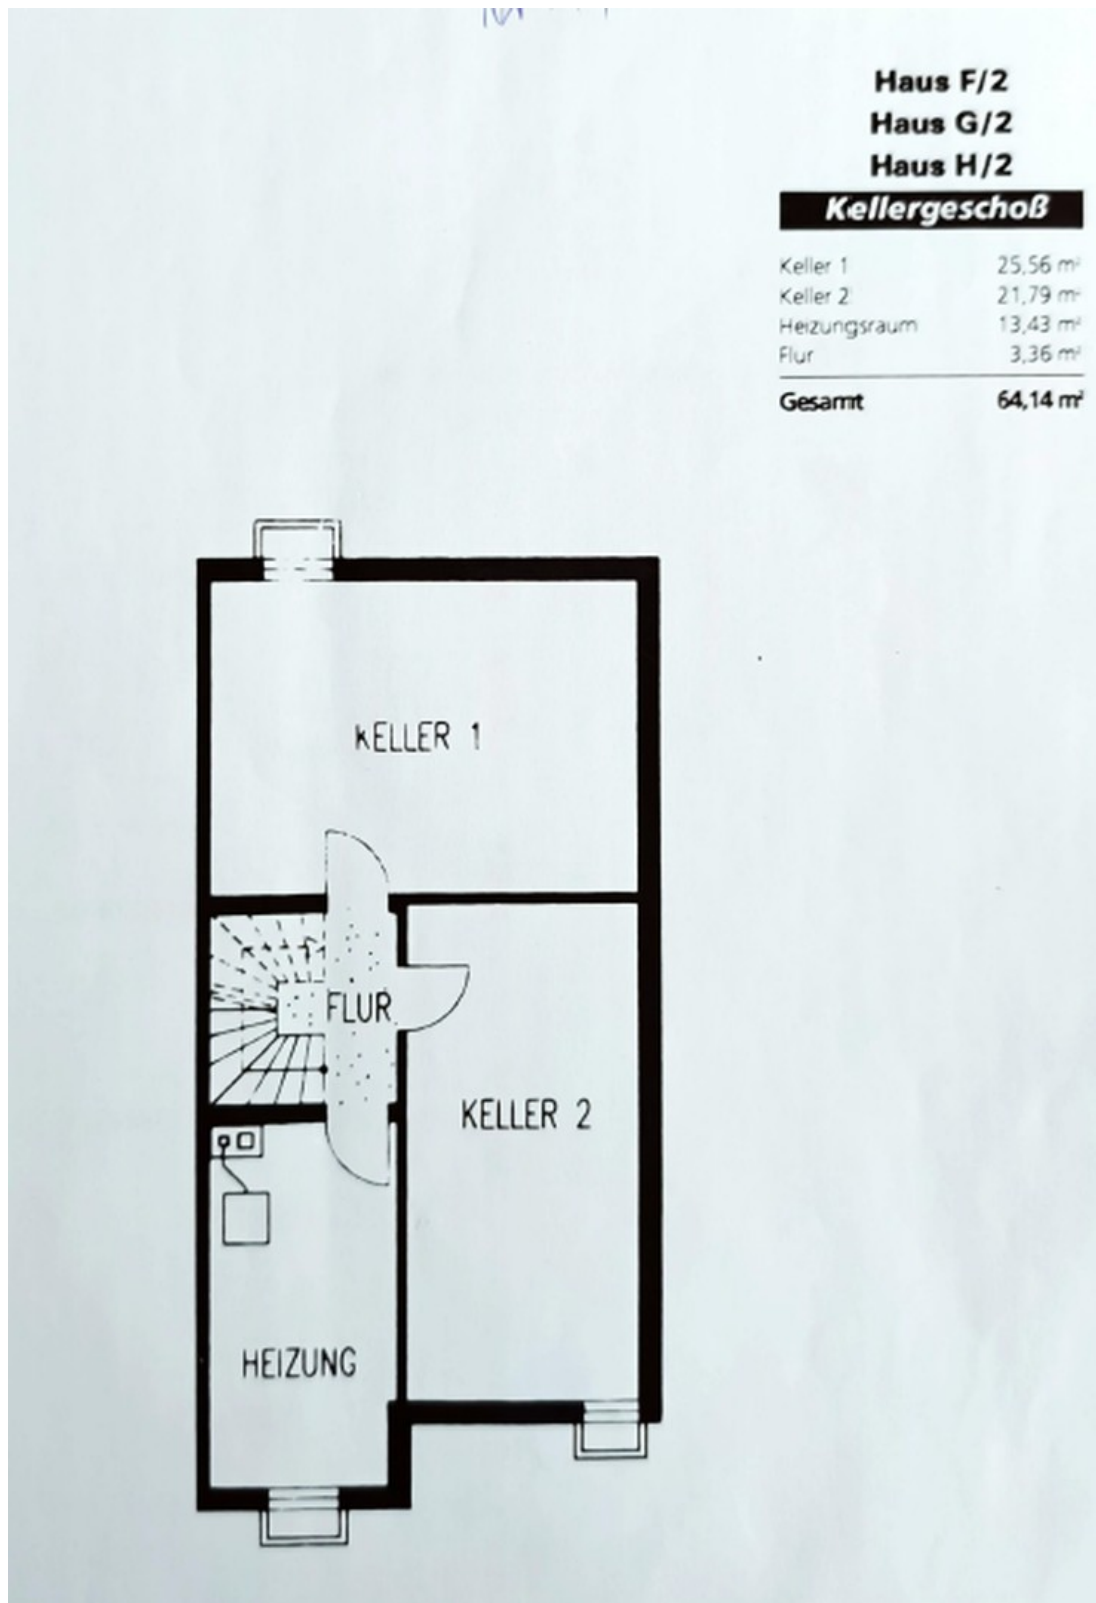 Haus F/2
Haus G/2
Haus H/2
Kellergeschoß
Keller 1 25,56 m²
Keller 2 21,79 m²
Heizungsraum 13,43 m²
Flur 3,36 m²
Gesamt 64,14 m²
KELLER 1
FLUR
KELLER 2
HEIZUNG